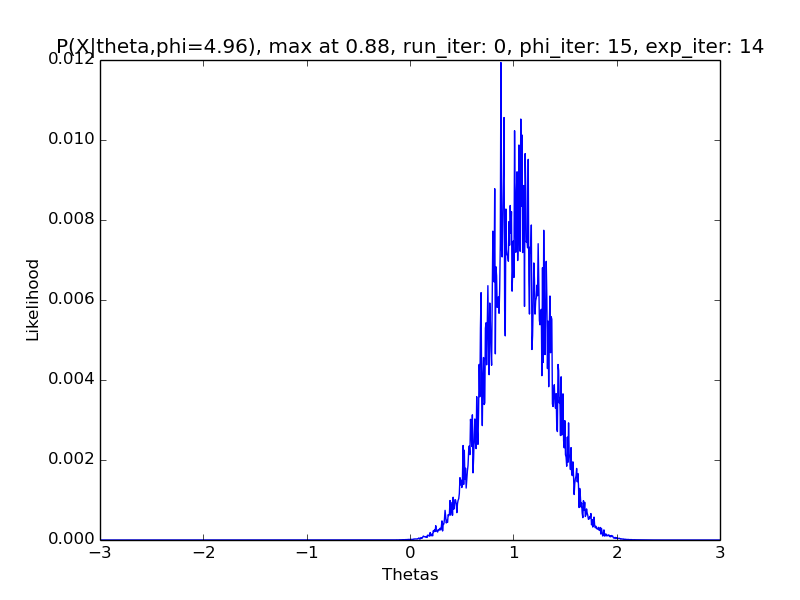 P(X|theta,phi=4.96), max at 0.88, run_iter: 0, phi_iter: 15, exp_iter: 14
0.012
0.010
0.008
0.006
0.004
0.002
0.000
Likelihood
−3 −2 −1 0 1 2 3
Thetas